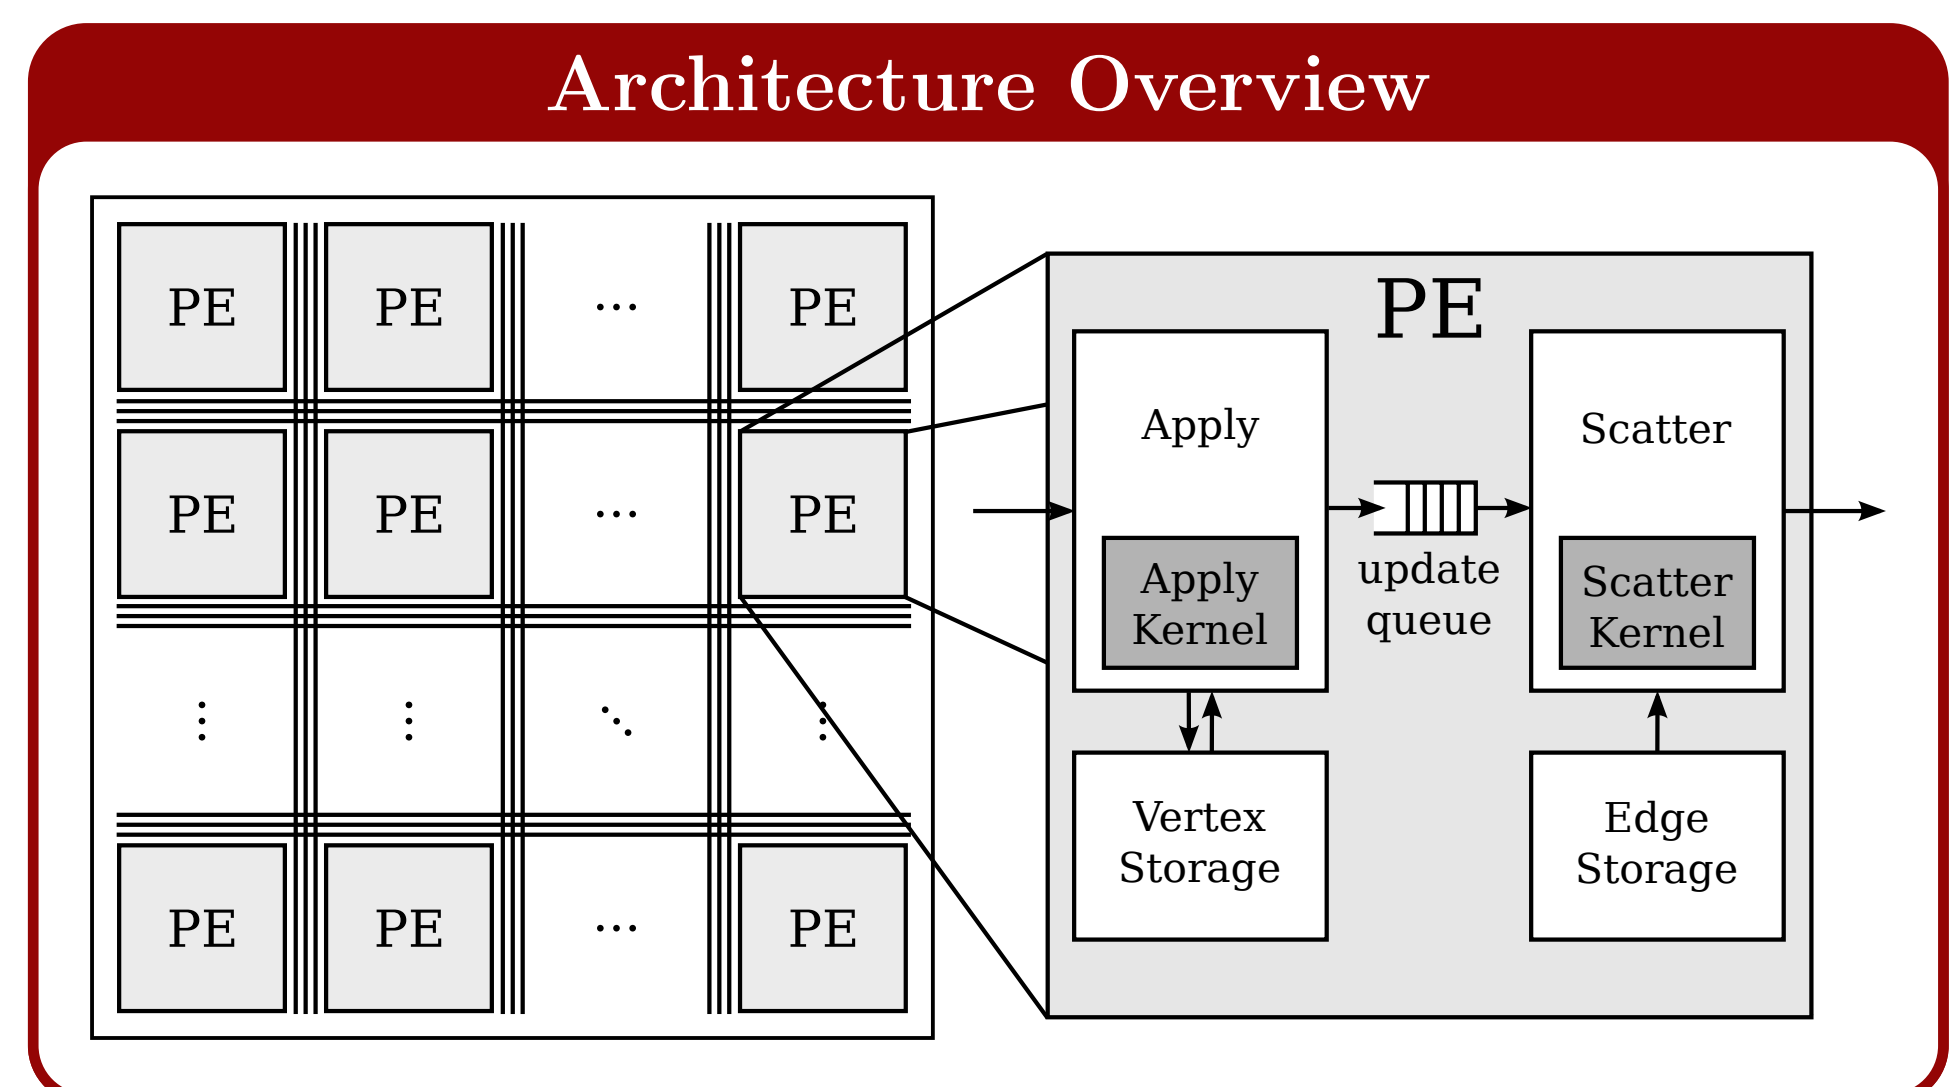 Architecture Overview
PE PE ... PE
PE PE ... PE
PE PE ... PE
PE
Apply
Apply
Kernel
update
queue
Scatter
Scatter
Kernel
Vertex
Storage
Edge
Storage